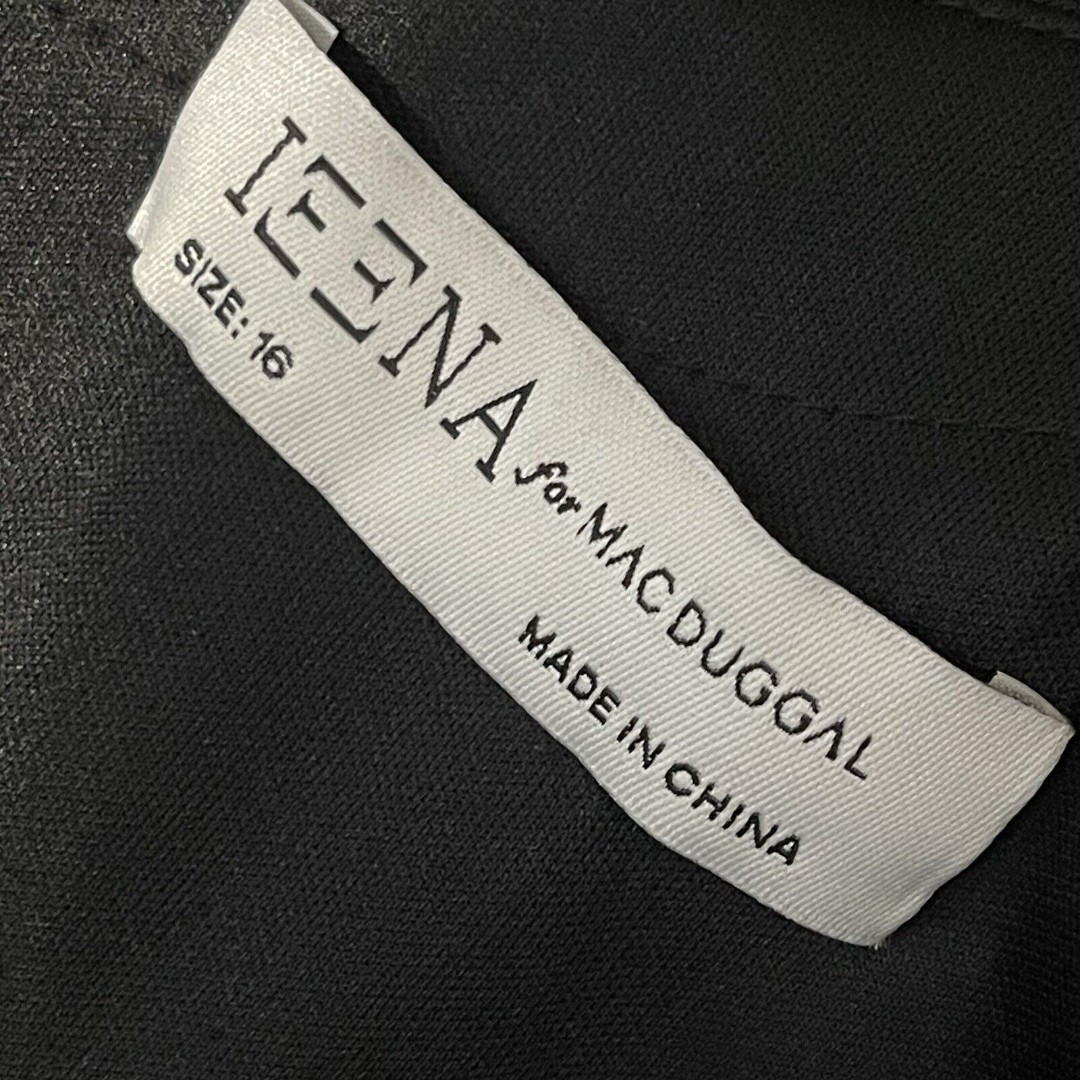 IEENA for MAC DUGGAL
SIZE: 16
MADE IN CHINA